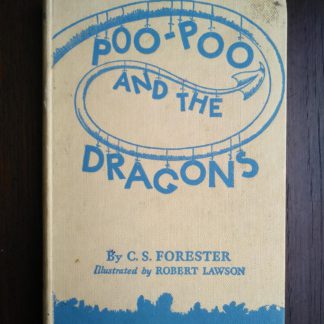 POO-POO
AND THE
DRAGONS
By C. S. FORESTER
Illustrated by ROBERT LAWSON